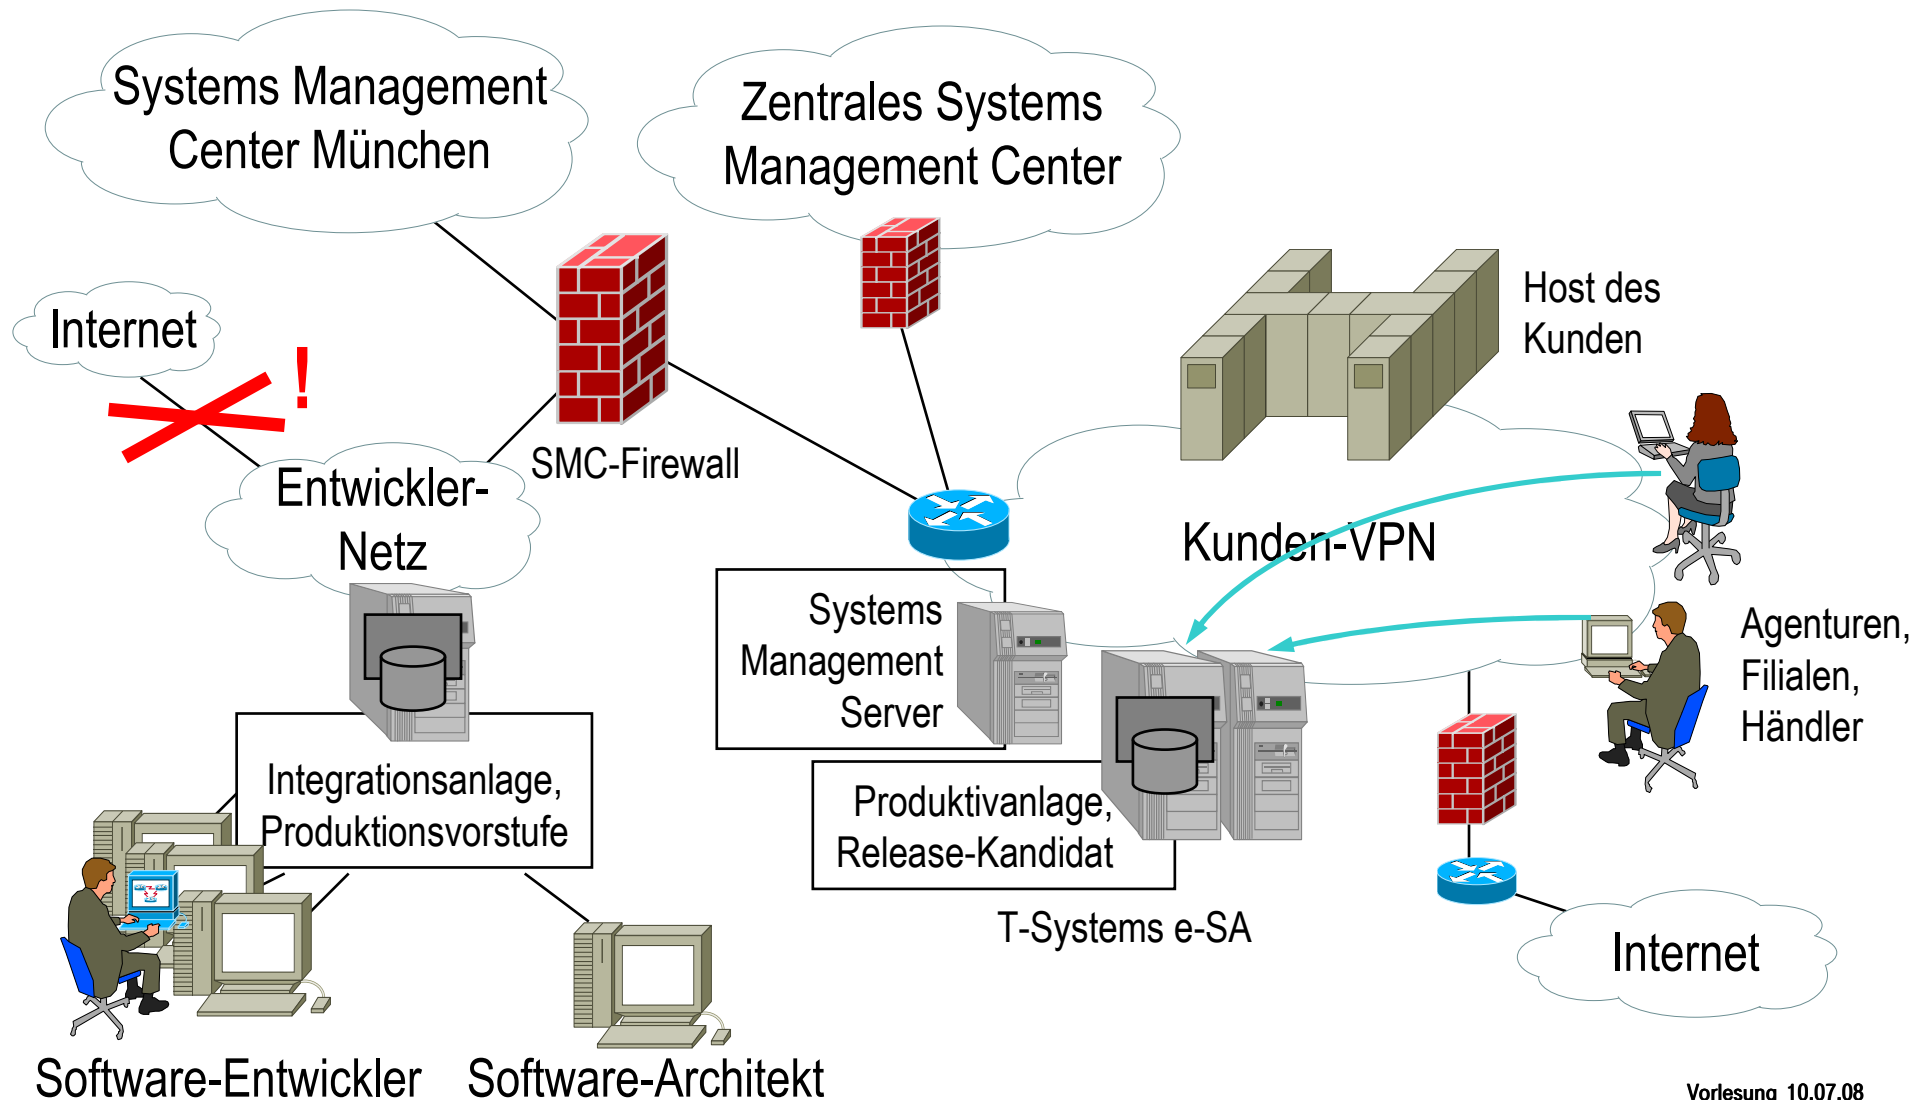 Systems Management
Center München
Zentrales Systems
Management Center
Internet
!
Host des
Kunden
SMC-Firewall
Entwickler-
Netz
Kunden-VPN
Systems
Management
Server
Agenturen,
Filialen,
Händler
Integrationsanlage,
Produktionsvorstufe
Produktivanlage,
Release-Kandidat
T-Systems e-SA
Internet
Software-Entwickler
Software-Architekt
Vorlesung 10.07.08